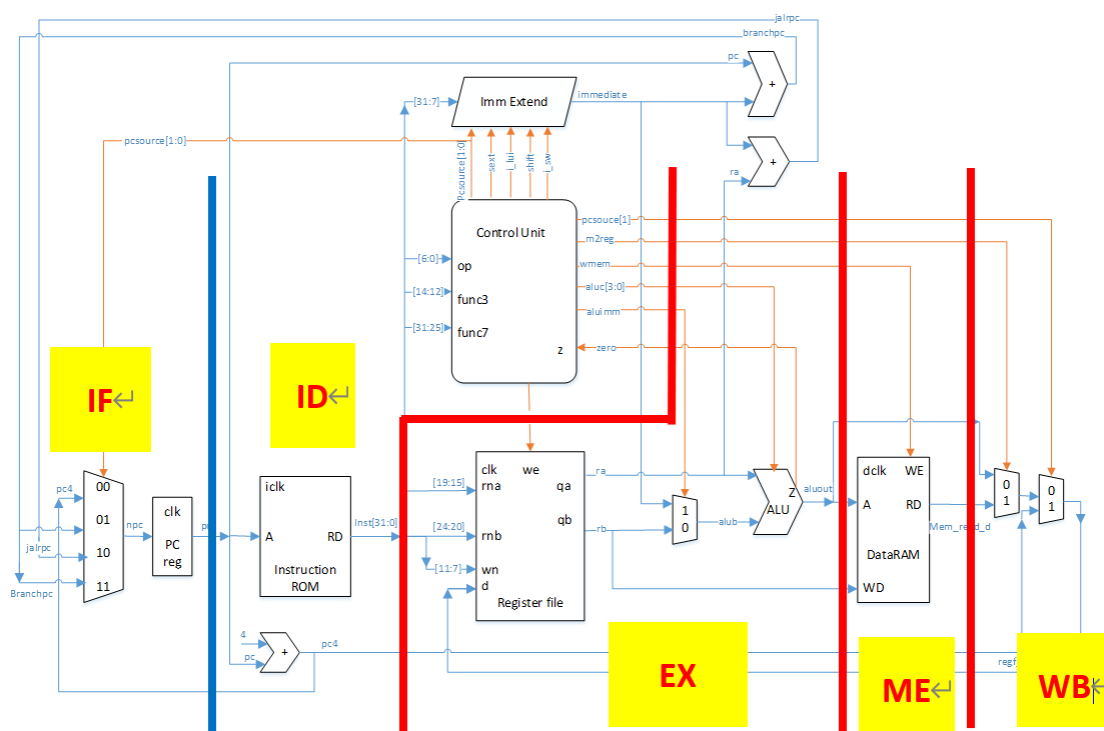 jalrpc
branchpc
pc
+
Imm Extend
[31:7]
immediate
pcsource[1:0]
Pcsource[1:0]
sext
i_lui
shift
i_sw
+
ra
Control Unit
pcsouce[1]
m2reg
wmem
aluc[3:0]
aluimm
zero
[6:0]
op
[14:12]
func3
[31:25]
func7
z
IF↵
ID↵
00
01
10
11
pc4
jalrpc
Branchpc
npc
clk
PC
reg
iclk
A
RD
Instruction
ROM
Inst[31:0]
clk
we
rna
qa
[19:15]
ra
qb
[24:20]
rnb
rb
[11:7]
wn
d
Register file
1
0
alub
Z
ALU
aluout
dclk
WE
A
RD
DataRAM
WD
0
1
0
1
4
pc
+
pc4
EX
ME↵
WB↵